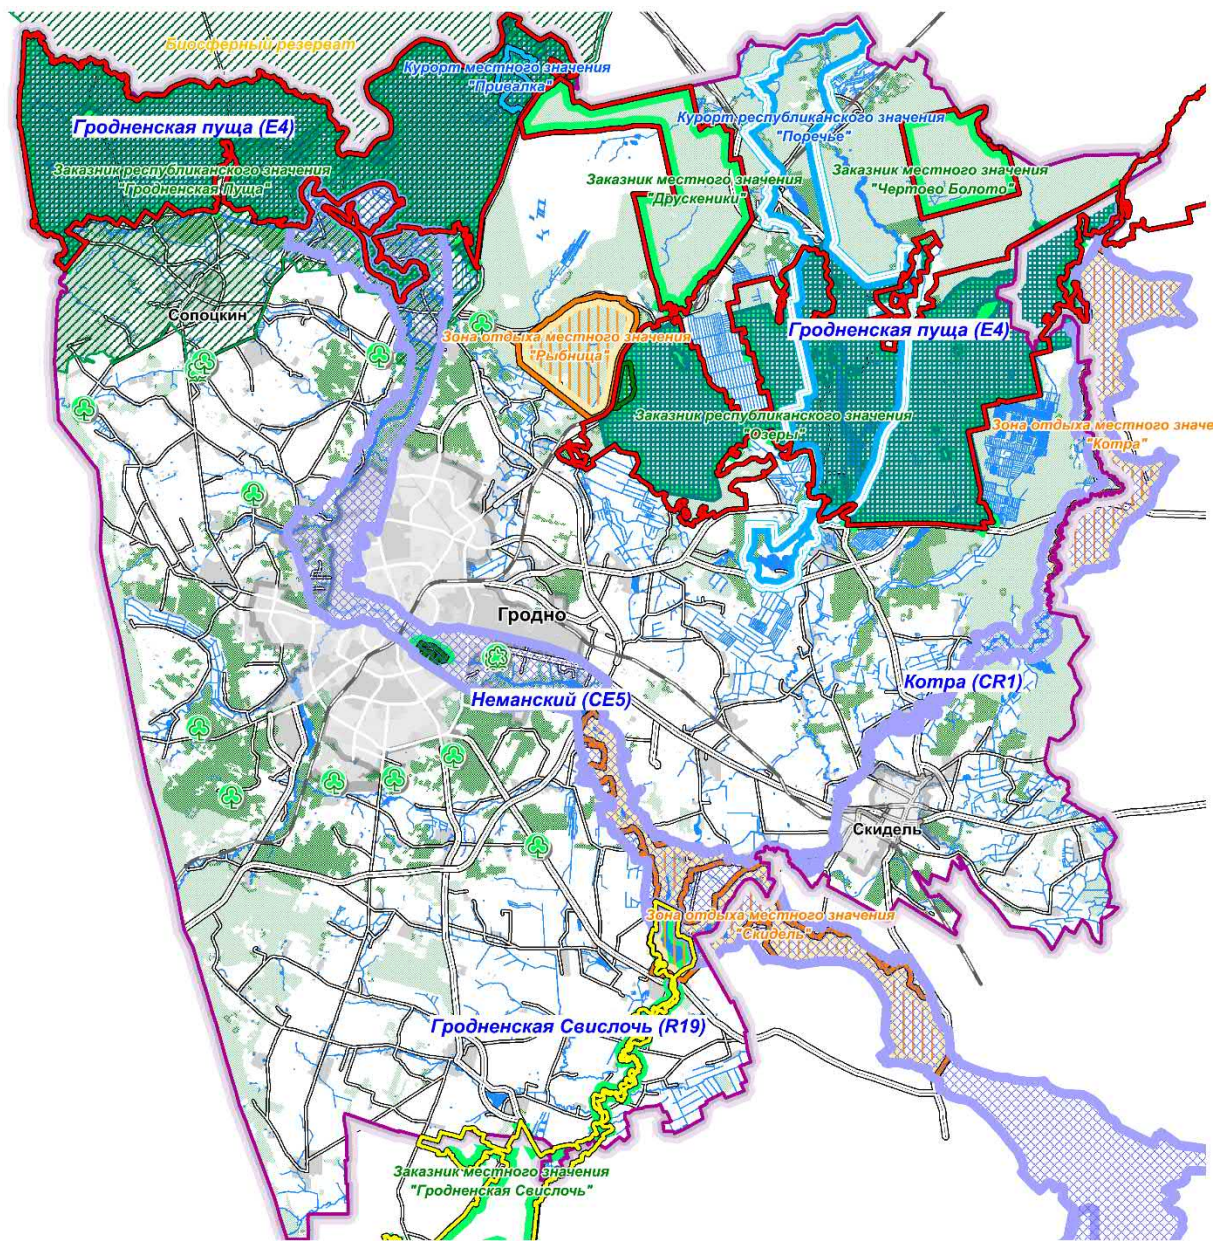 Биосферный резерват
Курорт местного значения
"Привалка"
Гродненская пуща (Е4)
Курорт республиканского значения
"Поречье"
Заказник республиканского значения
"Гродненская Пуща"
Заказник местного значения
"Друскеники"
Заказник местного значения
"Чертово Болото"
Сопоцкин
Зона отдыха местного значения
"Рыбница"
Гродненская пуща (Е4)
Заказник республиканского значения
"Озеры"
Зона отдыха местного значе
"Котра"
Гродно
Неманский (СЕ5)
Котра (CR1)
Скидель
Зона отдыха местного значения
"Скидель"
Гродненская Свислочь (R19)
Заказник местного значения
"Гродненская Свислочь"